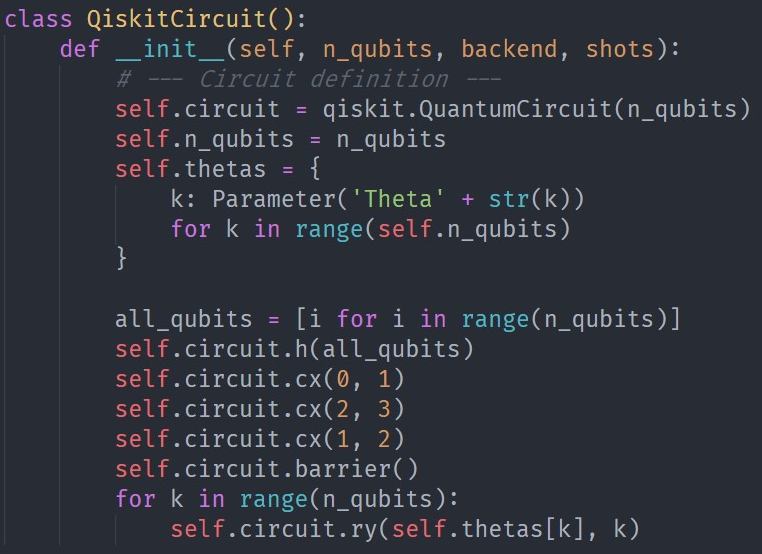 class QiskitCircuit():
    def __init__(self, n_qubits, backend, shots):
        # --- Circuit definition ---
        self.circuit = qiskit.QuantumCircuit(n_qubits)
        self.n_qubits = n_qubits
        self.thetas = {
            k: Parameter('Theta' + str(k))
            for k in range(self.n_qubits)
        }

        all_qubits = [i for i in range(n_qubits)]
        self.circuit.h(all_qubits)
        self.circuit.cx(0, 1)
        self.circuit.cx(2, 3)
        self.circuit.cx(1, 2)
        self.circuit.barrier()
        for k in range(n_qubits):
            self.circuit.ry(self.thetas[k], k)